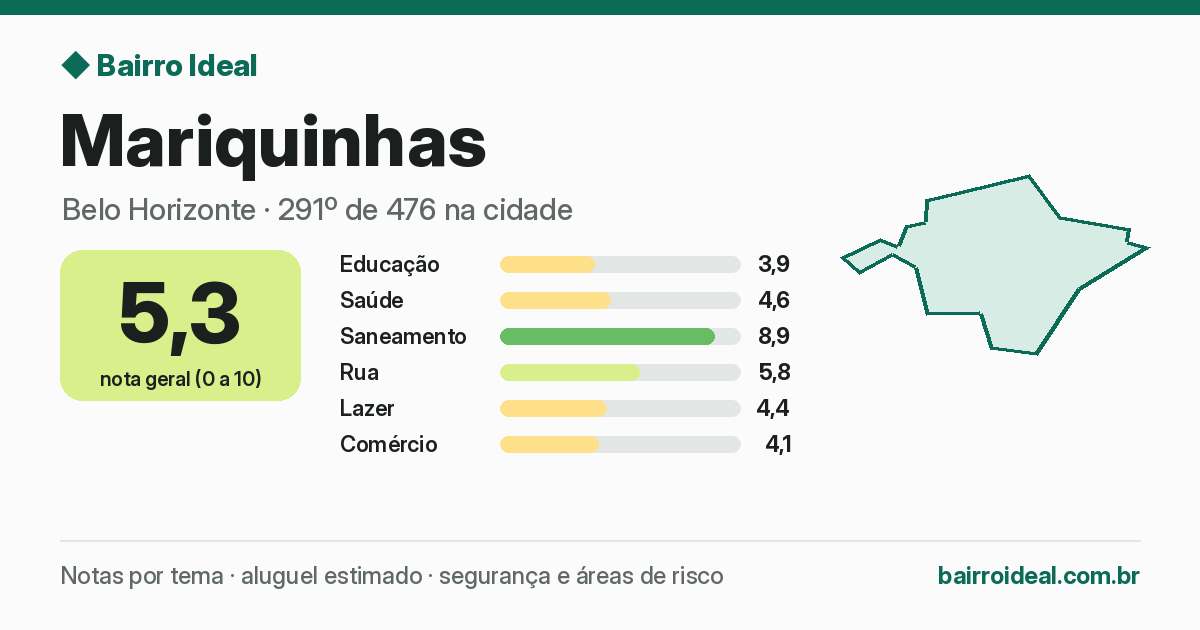 Bairro Ideal
Mariquinhas
Belo Horizonte · 291º de 476 na cidade
5,3
nota geral (0 a 10)
Educação 3,9
Saúde 4,6
Saneamento 8,9
Rua 5,8
Lazer 4,4
Comércio 4,1
Notas por tema · aluguel estimado · segurança e áreas de risco
bairroideal.com.br